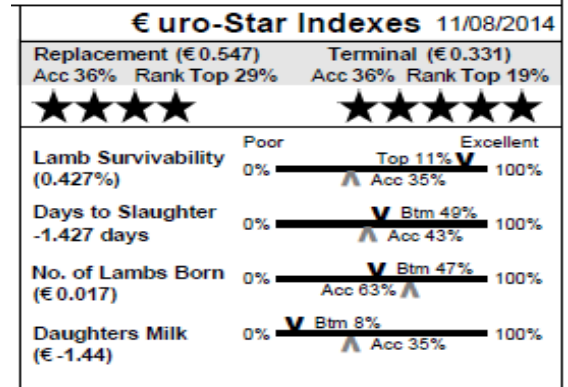 €uro-Star Indexes 11/08/2014
Replacement (€0.547) Terminal (€0.331)
Acc 36% Rank Top 29% Acc 36% Rank Top 19%
★★★★ ★★★★★
Poor Excellent
Lamb Survivability 0% Top 11% 100%
(0.427%) Acc 35%
Days to Slaughter 0% Btm 49% 100%
-1.427 days Acc 43%
No. of Lambs Born 0% Btm 47% 100%
(€0.017) Acc 63%
Daughters Milk 0% Btm 8% 100%
(€-1.44) Acc 35%